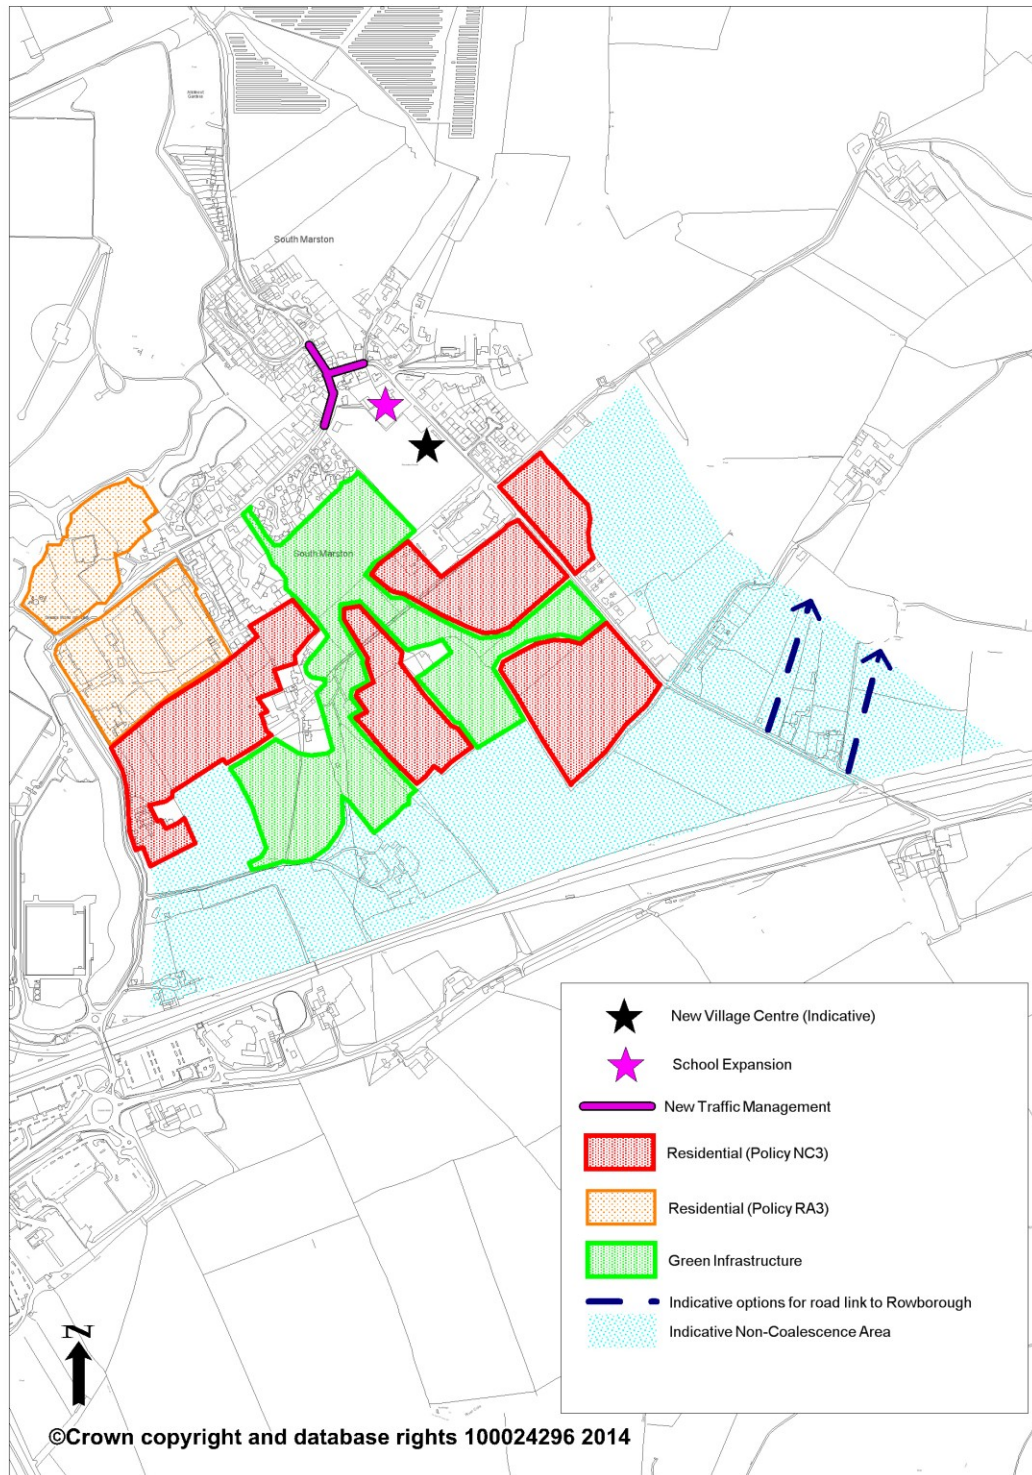 South Marston
South Marston
New Village Centre (Indicative)
School Expansion
New Traffic Management
Residential (Policy NC3)
Residential (Policy RA3)
Green Infrastructure
Indicative options for road link to Rowborough
Indicative Non-Coalescence Area
N
©Crown copyright and database rights 100024296 2014